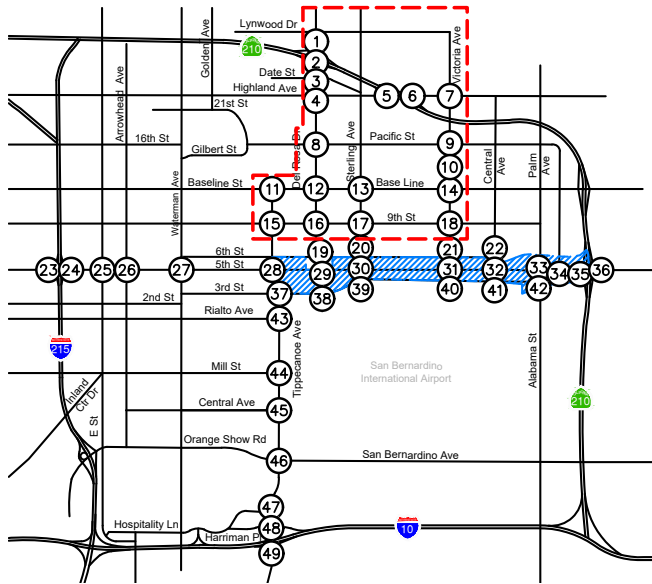 Lynwood Dr
210
Golden Ave
Arrowhead Ave
Date St
Highland Ave
21st St
16th St
Gilbert St
Baseline St
Waterman Ave
Del Rosa Dr
Sterling Ave
Victoria Ave
Pacific St
Base Line
9th St
Central Ave
Palm Ave
1
2
3
4
5
6
7
8
9
10
11
12
13
14
15
16
17
18
6th St
5th St
3rd St
2nd St
Rialto Ave
19
20
21
22
23
24
25
26
27
28
29
30
31
32
33
34
35
36
37
38
39
40
41
42
43
215
Mill St
44
Tippecanoe Ave
San Bernardino
International Airport
Alabama St
210
Inland
Ctr Dr
E St
Central Ave
45
Orange Show Rd
46
San Bernardino Ave
47
Hospitality Ln
48
Harriman P
10
49